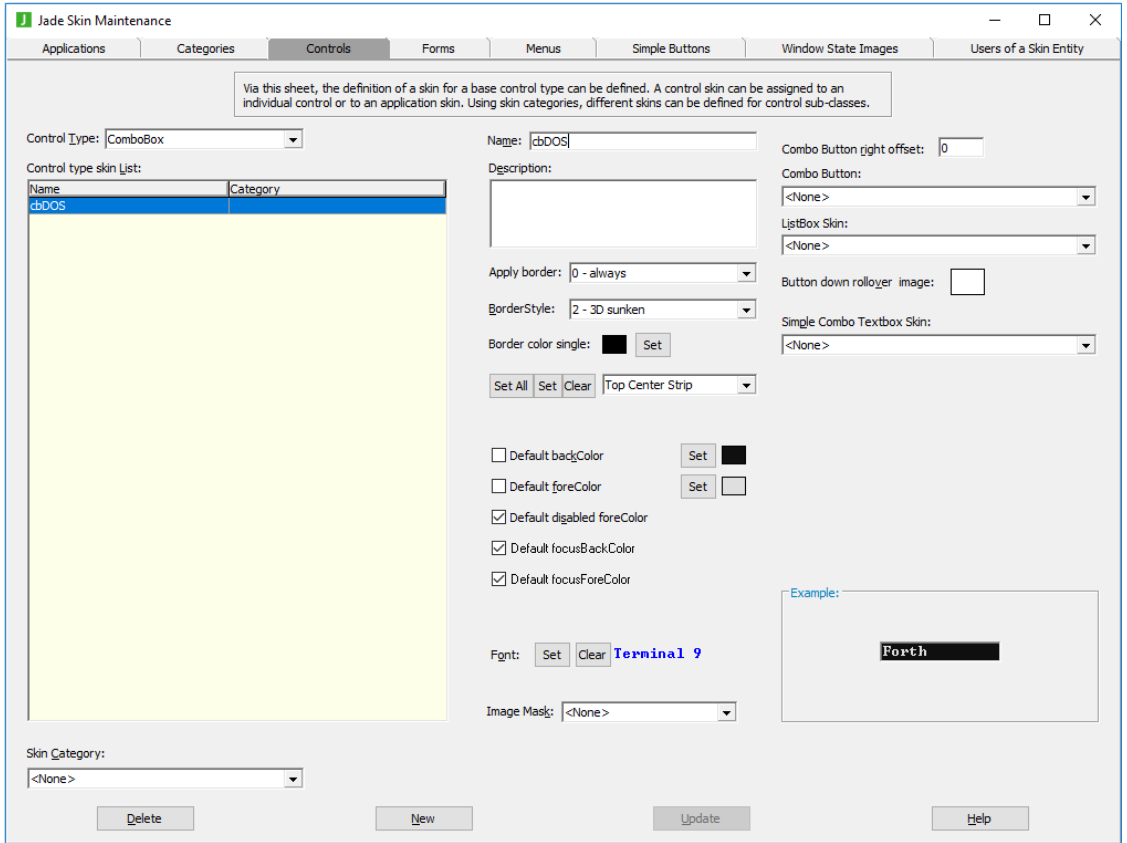 Jade Skin Maintenance
Applications
Categories
Controls
Forms
Menus
Simple Buttons
Window State Images
Users of a Skin Entity
Via this sheet, the definition of a skin for a base control type can be defined. A control skin can be assigned to an
individual control or to an application skin. Using skin categories, different skins can be defined for control sub-classes.
Control Type: ComboBox
Control type skin List:
Name Category
cbDOS
Skin Category:
<None>
Name: cbDOS
Description:
Apply border: 0 - always
BorderStyle: 2 - 3D sunken
Border color single: Set
Set All Set Clear Top Center Strip
Default backColor Set
Default foreColor Set
Default disabled foreColor
Default focusBackColor
Default focusForeColor
Font: Set Clear Terminal 9
Image Mask: <None>
Combo Button right offset: 0
Combo Button:
<None>
ListBox Skin:
<None>
Button down rollover image:
Simple Combo Textbox Skin:
<None>
Example:
Forth
Delete
New
Update
Help